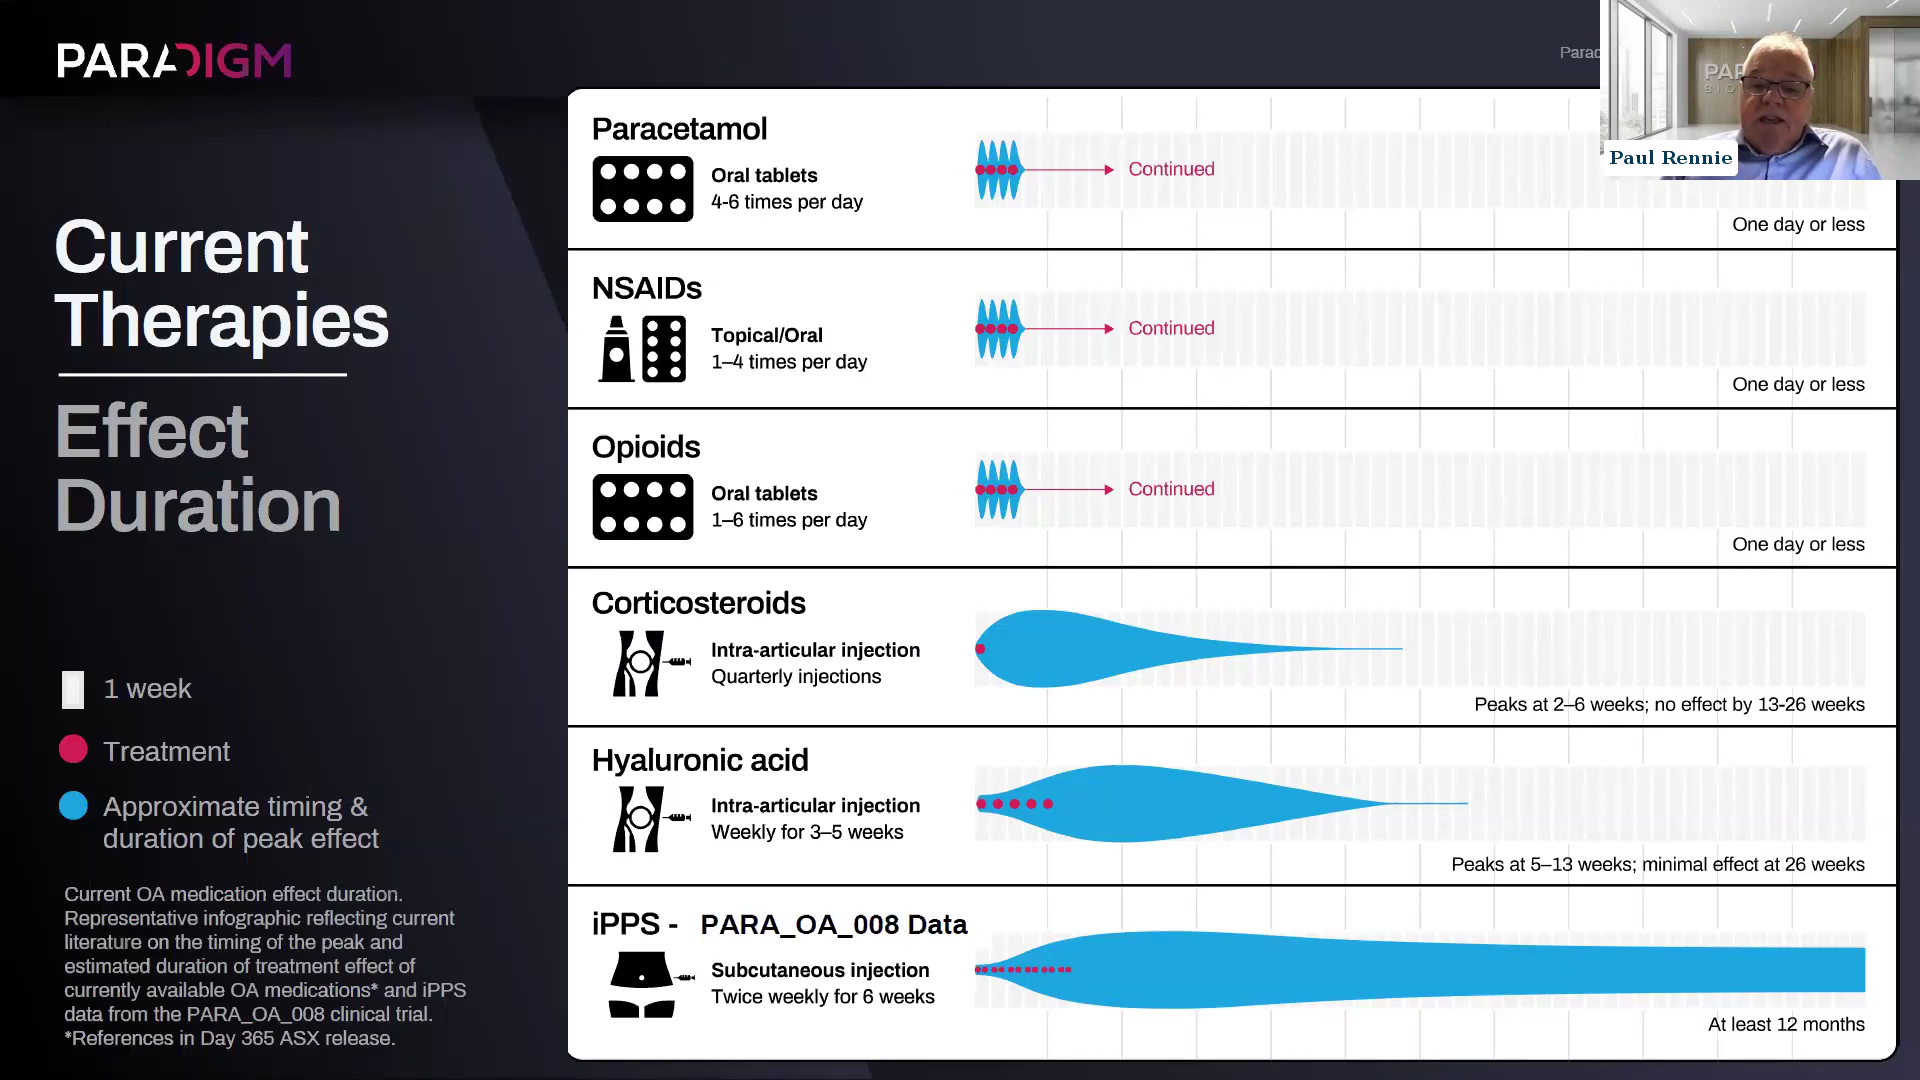 PARADIGM
Current
Therapies
Effect
Duration
1 week
Treatment
Approximate timing &
duration of peak effect
Current OA medication effect duration.
Representative infographic reflecting current
literature on the timing of the peak and
estimated duration of treatment effect of
currently available OA medications* and iPPS
data from the PARA_OA_008 clinical trial.
*References in Day 365 ASX release.
Paul Rennie
Paracetamol
Oral tablets
4-6 times per day
Continued
One day or less
NSAIDs
Topical/Oral
1–4 times per day
Continued
One day or less
Opioids
Oral tablets
1–6 times per day
Continued
One day or less
Corticosteroids
Intra-articular injection
Quarterly injections
Peaks at 2–6 weeks; no effect by 13-26 weeks
Hyaluronic acid
Intra-articular injection
Weekly for 3–5 weeks
Peaks at 5–13 weeks; minimal effect at 26 weeks
iPPS - PARA_OA_008 Data
Subcutaneous injection
Twice weekly for 6 weeks
At least 12 months